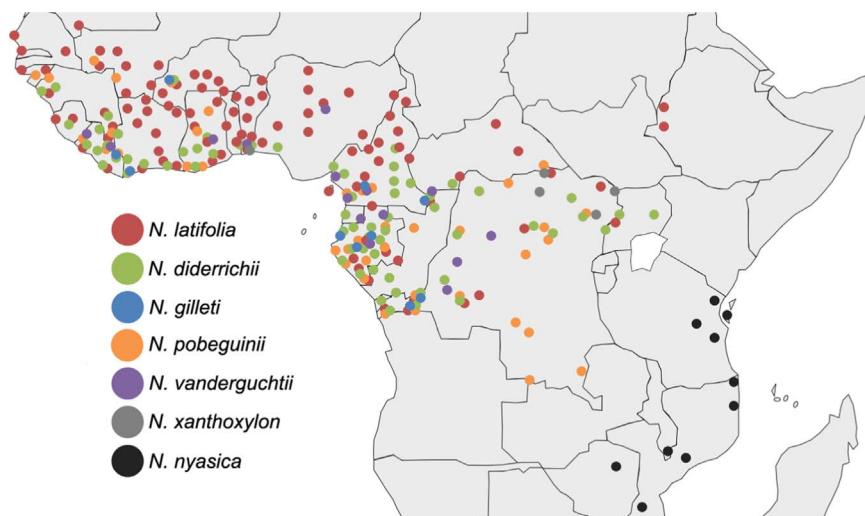 N. latifolia
N. diderrichii
N. gilleti
N. pobeguinii
N. vanderguchtii
N. xanthoxylon
N. nyasica